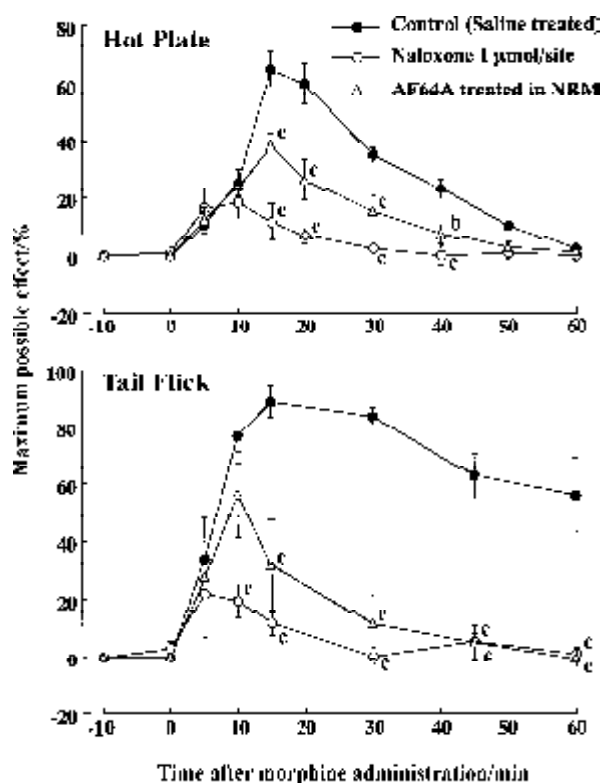 Hot Plate
Control (Saline treated)
Naloxone 1 μmol/site
AF64A treated in NRM
80
60
40
20
0
-20
c
c
c
c
c
b
c
c
-10
0
10
20
30
40
50
60
Maximum possible effect/%
Tail Flick
100
80
60
40
20
0
-20
c
c
c
c
c
c
c
c
c
-10
0
10
20
30
40
50
60
Time after morphine administration/min